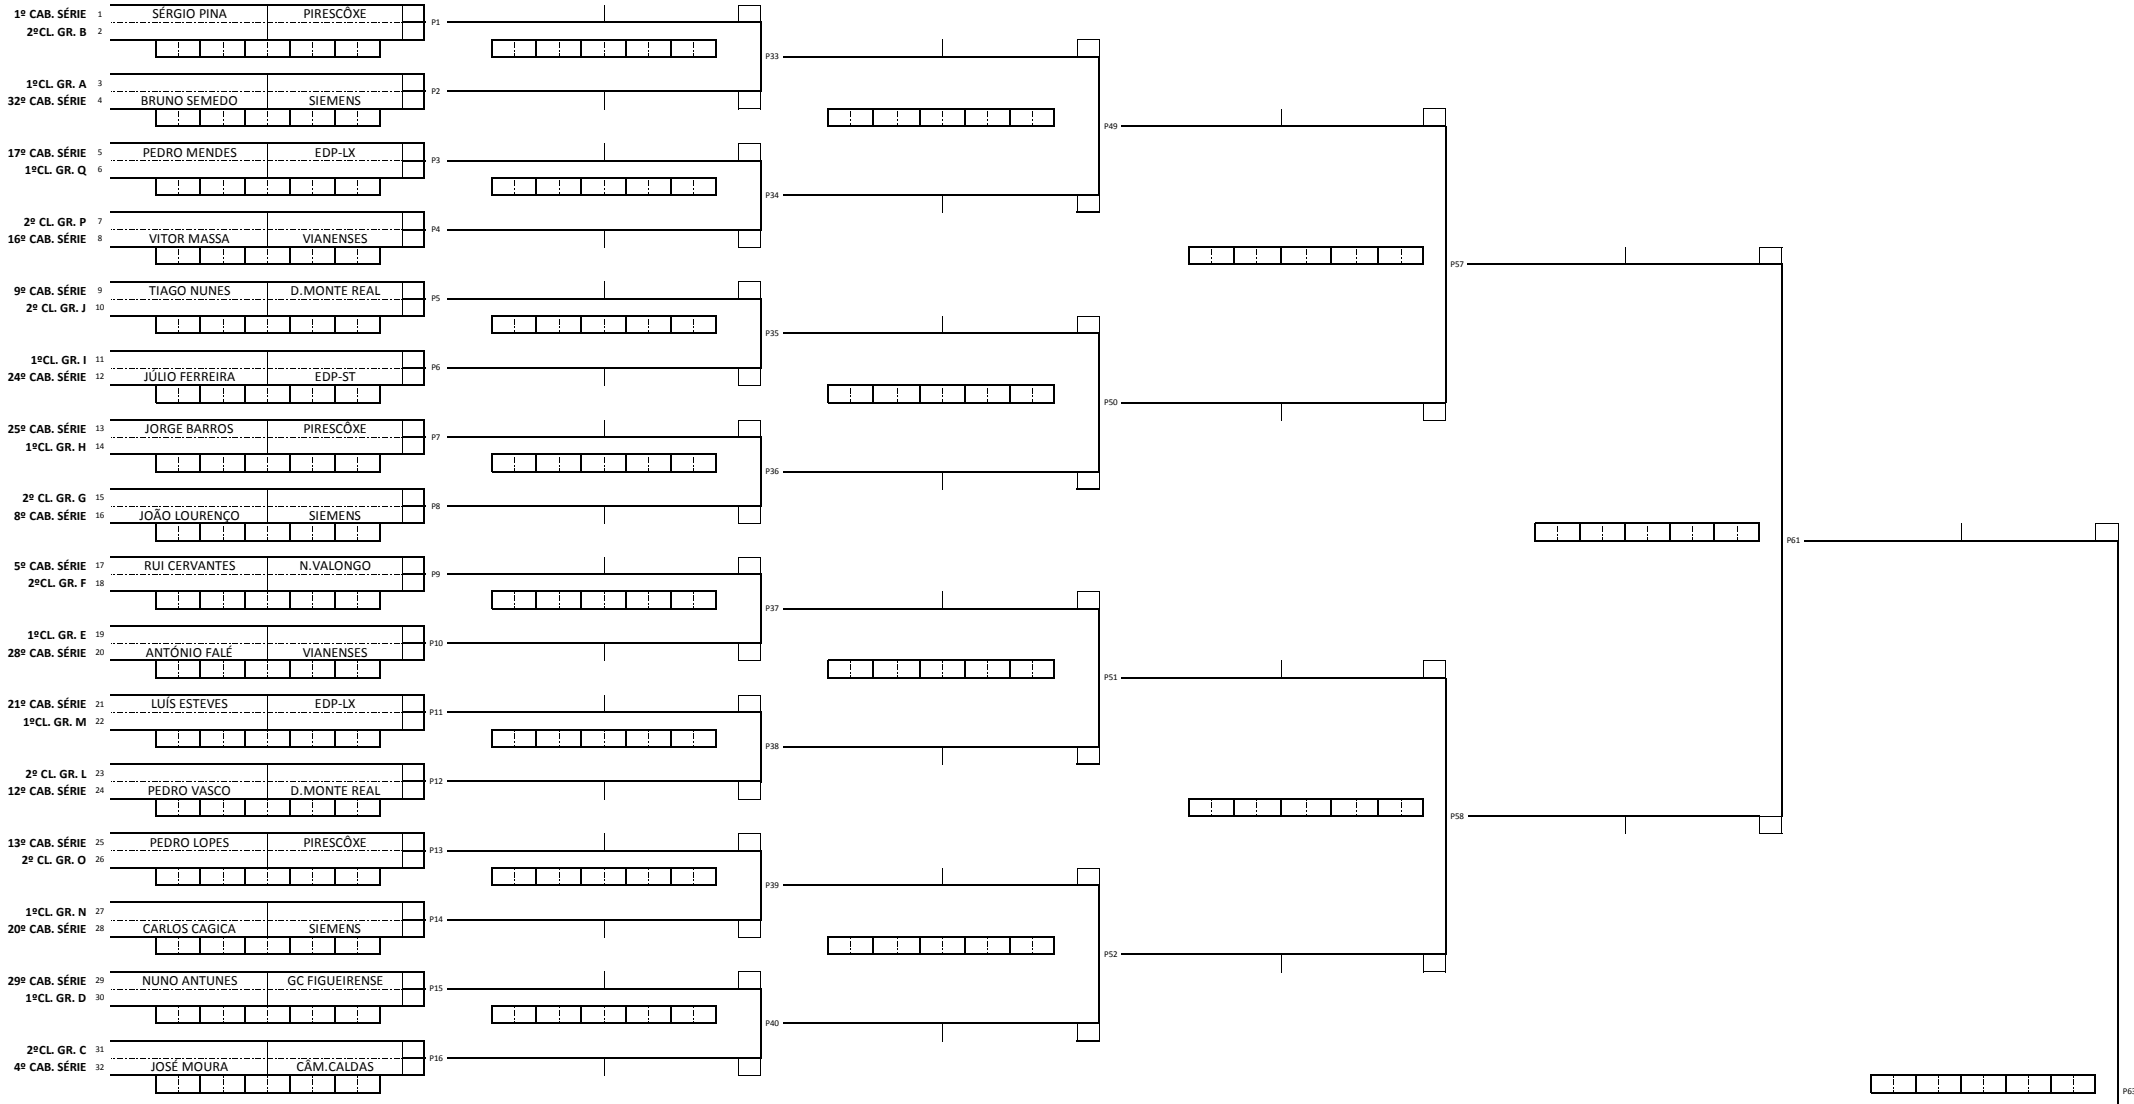 1º CAB. SÉRIE 1 SÉRGIO PINA PIRESCÔXE
P1
2ºCL. GR. B 2
P33
1ºCL. GR. A 3
P2
32º CAB. SÉRIE 4 BRUNO SEMEDO SIEMENS
P49
17º CAB. SÉRIE 5 PEDRO MENDES EDP-LX
P3
1ºCL. GR. Q 6
P34
2º CL. GR. P 7
P4
16º CAB. SÉRIE 8 VITOR MASSA VIANENSES
P57
9º CAB. SÉRIE 9 TIAGO NUNES D.MONTE REAL
P5
2º CL. GR. J 10
P35
1ºCL. GR. I 11
P6
24º CAB. SÉRIE 12 JÚLIO FERREIRA EDP-ST
P50
25º CAB. SÉRIE 13 JORGE BARROS PIRESCÔXE
P7
1ºCL. GR. H 14
P36
2º CL. GR. G 15
P8
8º CAB. SÉRIE 16 JOÃO LOURENÇO SIEMENS
P61
5º CAB. SÉRIE 17 RUI CERVANTES N.VALONGO
P9
2ºCL. GR. F 18
P37
1ºCL. GR. E 19
P10
28º CAB. SÉRIE 20 ANTÓNIO FALÉ VIANENSES
P51
21º CAB. SÉRIE 21 LUÍS ESTEVES EDP-LX
P11
1ºCL. GR. M 22
P38
2º CL. GR. L 23
P12
12º CAB. SÉRIE 24 PEDRO VASCO D.MONTE REAL
P58
13º CAB. SÉRIE 25 PEDRO LOPES PIRESCÔXE
P13
2º CL. GR. O 26
P39
1ºCL. GR. N 27
P14
20º CAB. SÉRIE 28 CARLOS CAGICA SIEMENS
P52
29º CAB. SÉRIE 29 NUNO ANTUNES GC FIGUEIRENSE
P15
1ºCL. GR. D 30
P40
2ºCL. GR. C 31
P16
4º CAB. SÉRIE 32 JOSÉ MOURA CÂM.CALDAS
P63